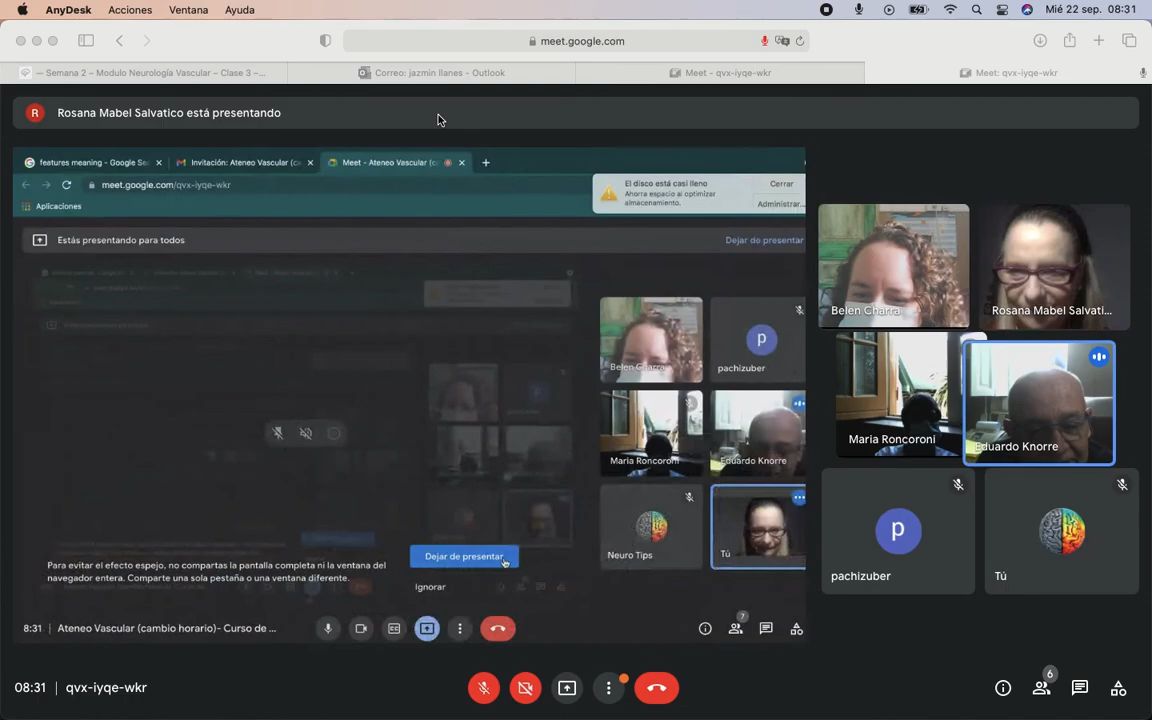 AnyDesk Acciones Ventana Ayuda Mié 22 sep. 08:31
meet.google.com
— Semana 2 – Modulo Neurología Vascular – Clase 3 –... Correo: jazmin llanes - Outlook Meet - qvx-iyqe-wkr Meet: qvx-iyqe-wkr
R Rosana Mabel Salvatico está presentando
features meaning - Google Se Invitación: Ateneo Vascular (c Meet - Ateneo Vascular (
meet.google.com/qvx-iyqe-wkr
El disco está casi lleno Cerrar
Ahorra espacio al optimizar
almacenamiento. Administrar...
Aplicaciones
Estás presentando para todos Dejar de presentar
Belen Charra p pachizuber
Maria Roncoroni Eduardo Knorre
Neuro Tips Tú
Dejar de presentar
Para evitar el efecto espejo, no compartas la pantalla completa ni la ventana del
navegador entera. Comparte una sola pestaña o una ventana diferente.
Ignorar
8:31 Ateneo Vascular (cambio horario)- Curso de ... 7
Belen Charra Rosana Mabel Salvati...
Maria Roncoroni Eduardo Knorre
p
pachizuber Tú
08:31 qvx-iyqe-wkr 6